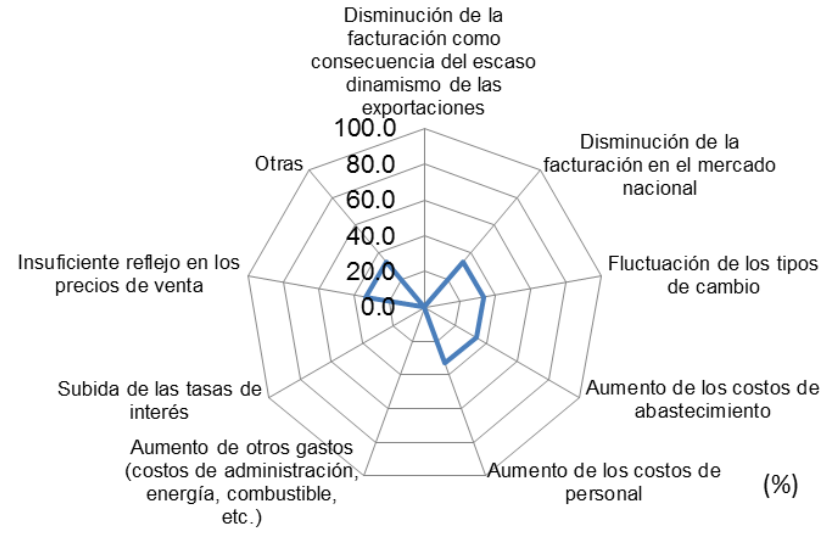 Disminución de la
facturación como
consecuencia del escaso
dinamismo de las
exportaciones
100.0
80.0
60.0
40.0
20.0
0.0
Disminución de la
facturación en el mercado
nacional
Fluctuación de los tipos
de cambio
Aumento de los costos de
abastecimiento
Aumento de los costos de
personal
Aumento de otros gastos
(costos de administración,
energía, combustible,
etc.)
Subida de las tasas de
interés
Insuficiente reflejo en los
precios de venta
Otras
(%)